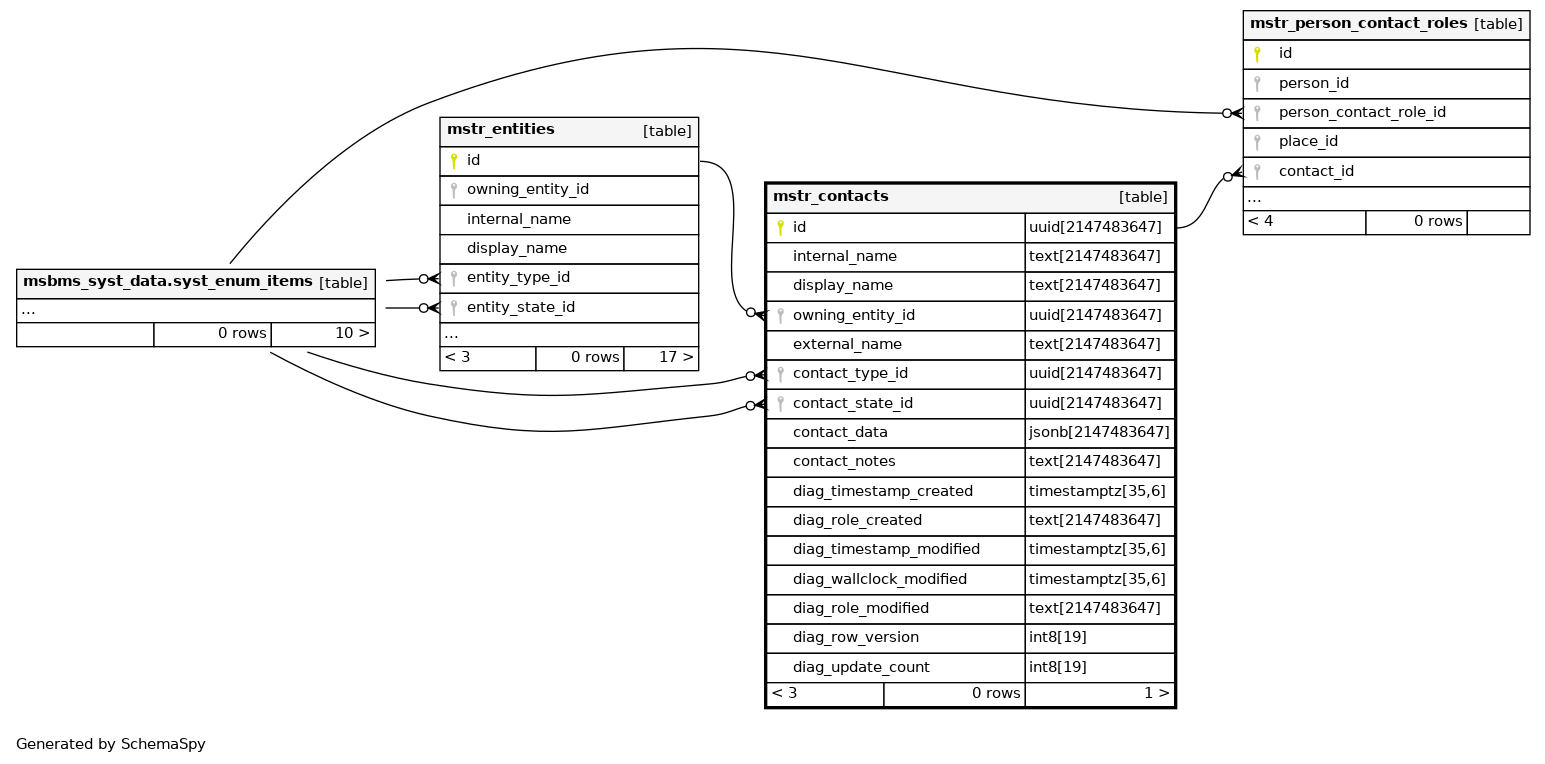 mstr_person_contact_roles [table]
id
person_id
person_contact_role_id
place_id
contact_id
...
< 4 0 rows
mstr_entities [table]
id
owning_entity_id
internal_name
display_name
entity_type_id
entity_state_id
...
< 3 0 rows 17 >
msbms_syst_data.syst_enum_items [table]
...
0 rows 10 >
mstr_contacts [table]
id uuid[2147483647]
internal_name text[2147483647]
display_name text[2147483647]
owning_entity_id uuid[2147483647]
external_name text[2147483647]
contact_type_id uuid[2147483647]
contact_state_id uuid[2147483647]
contact_data jsonb[2147483647]
contact_notes text[2147483647]
diag_timestamp_created timestamptz[35,6]
diag_role_created text[2147483647]
diag_timestamp_modified timestamptz[35,6]
diag_wallclock_modified timestamptz[35,6]
diag_role_modified text[2147483647]
diag_row_version int8[19]
diag_update_count int8[19]
< 3 0 rows 1 >
Generated by SchemaSpy